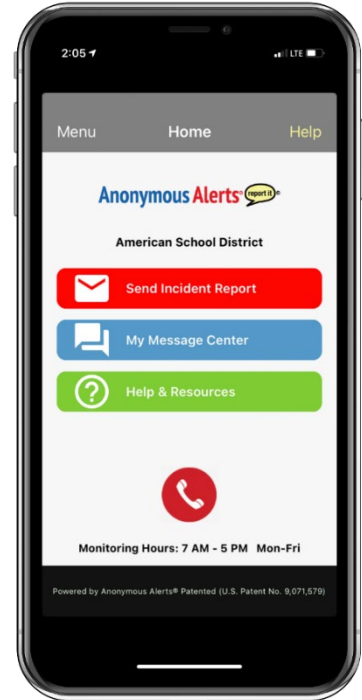 2:05 LTE
Menu Home Help
Anonymous Alerts® report it ®
American School District
Send Incident Report
My Message Center
Help & Resources
Monitoring Hours: 7 AM - 5 PM Mon-Fri
Powered by Anonymous Alerts® Patented (U.S. Patent No. 9,071,579)